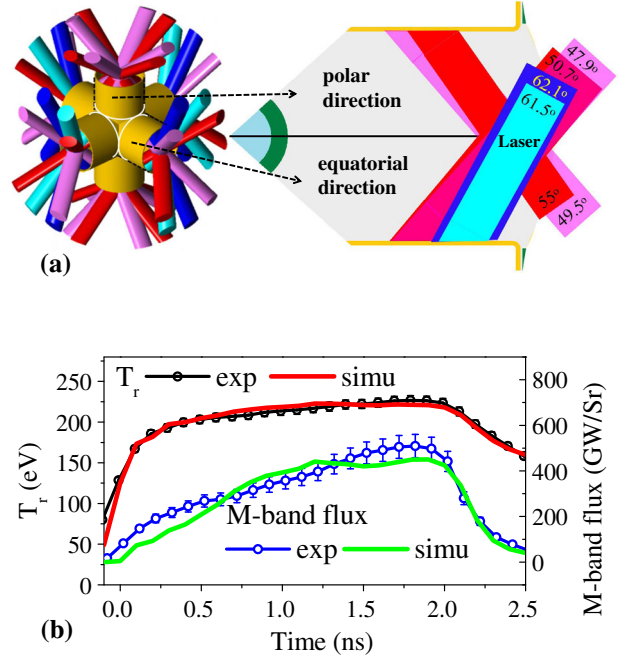 polar
direction
equatorial
direction
47.9°
50.7°
62.1°
61.5°
Laser
55°
49.5°
(a)
T_r exp simu
M-band flux
exp simu
250
200
150
100
50
0
T_r (eV)
800
600
400
200
0
M-band flux (GW/Sr)
0.0 0.5 1.0 1.5 2.0 2.5
Time (ns)
(b)